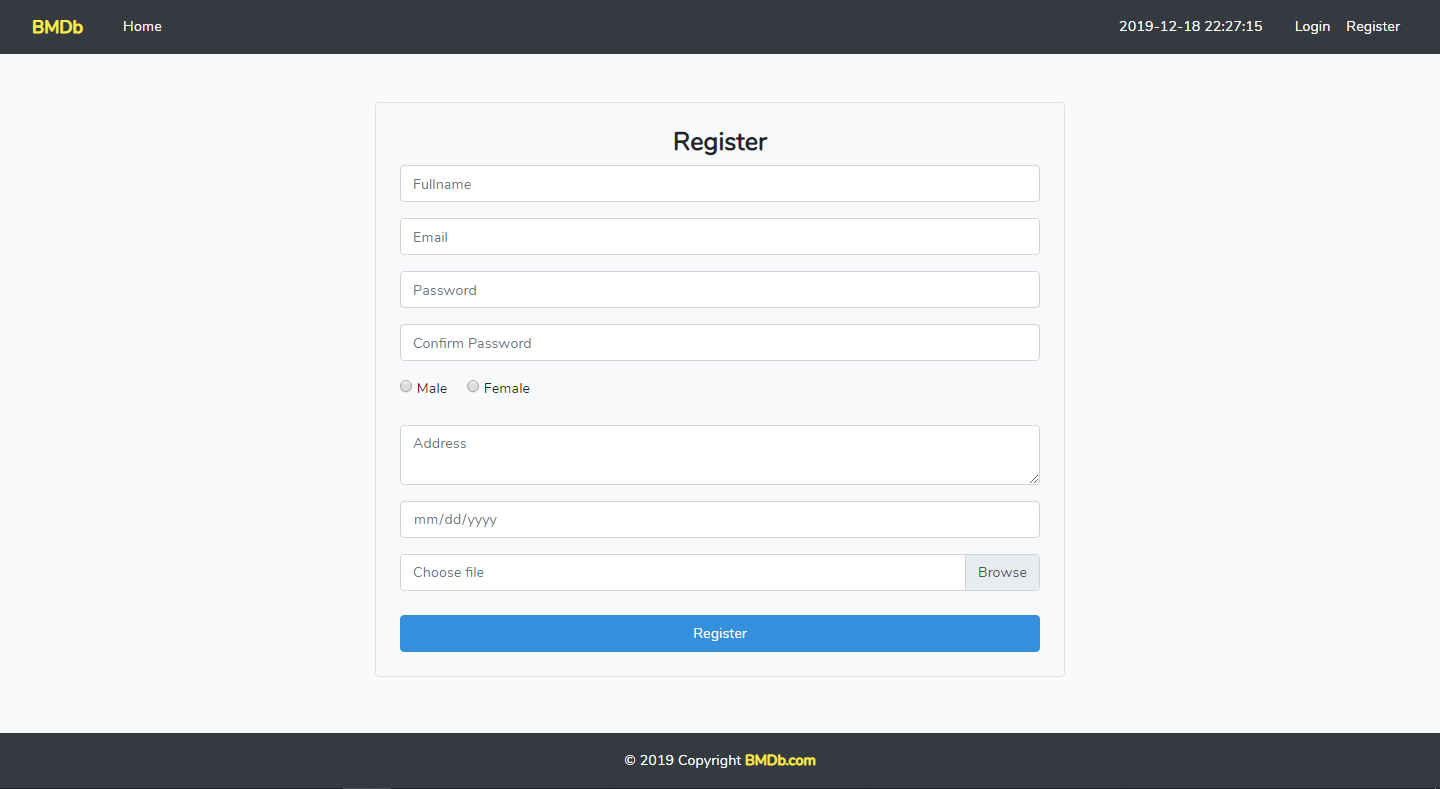 BMDb Home 2019-12-18 22:27:15 Login Register
Register
Fullname
Email
Password
Confirm Password
Male Female
Address
mm/dd/yyyy
Choose file Browse
Register
© 2019 Copyright BMDb.com